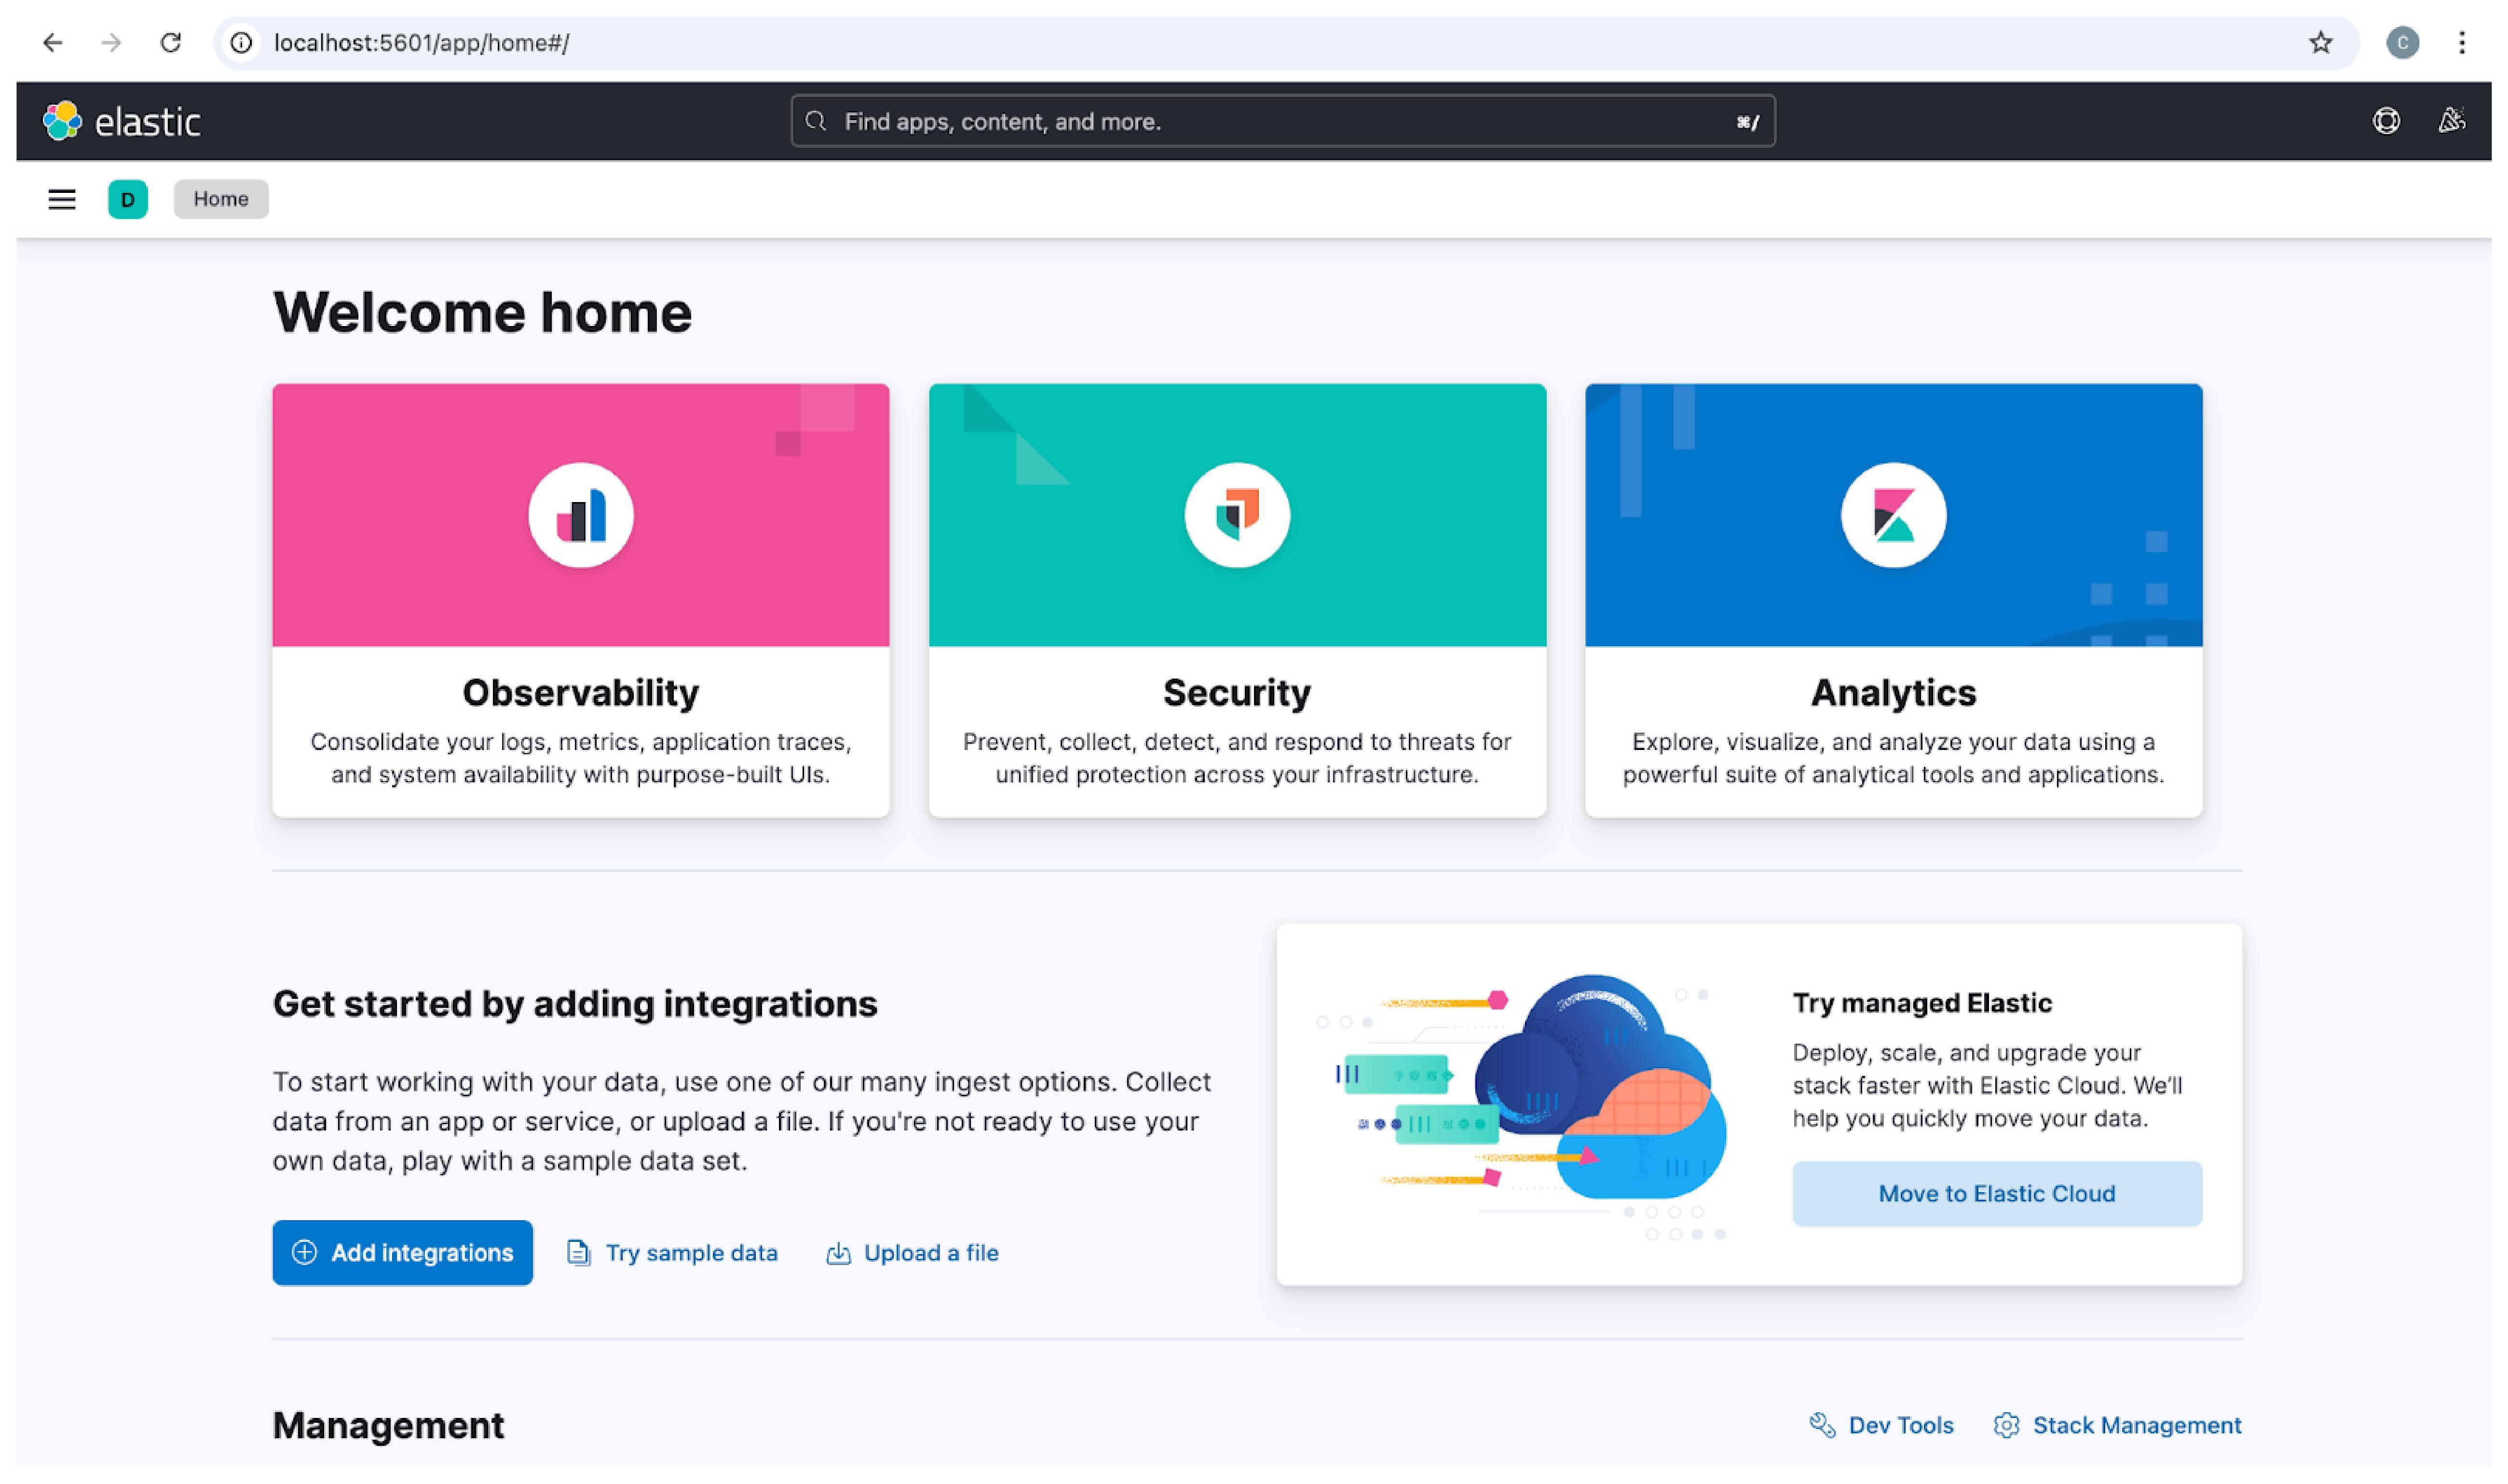 localhost:5601/app/home#/
C
elastic
Find apps, content, and more.
⌘/
D
Home
Welcome home
Observability
Consolidate your logs, metrics, application traces,
and system availability with purpose-built UIs.
Security
Prevent, collect, detect, and respond to threats for
unified protection across your infrastructure.
Analytics
Explore, visualize, and analyze your data using a
powerful suite of analytical tools and applications.
Get started by adding integrations
To start working with your data, use one of our many ingest options. Collect
data from an app or service, or upload a file. If you're not ready to use your
own data, play with a sample data set.
Add integrations
Try sample data
Upload a file
Try managed Elastic
Deploy, scale, and upgrade your
stack faster with Elastic Cloud. We’ll
help you quickly move your data.
Move to Elastic Cloud
Management
Dev Tools
Stack Management